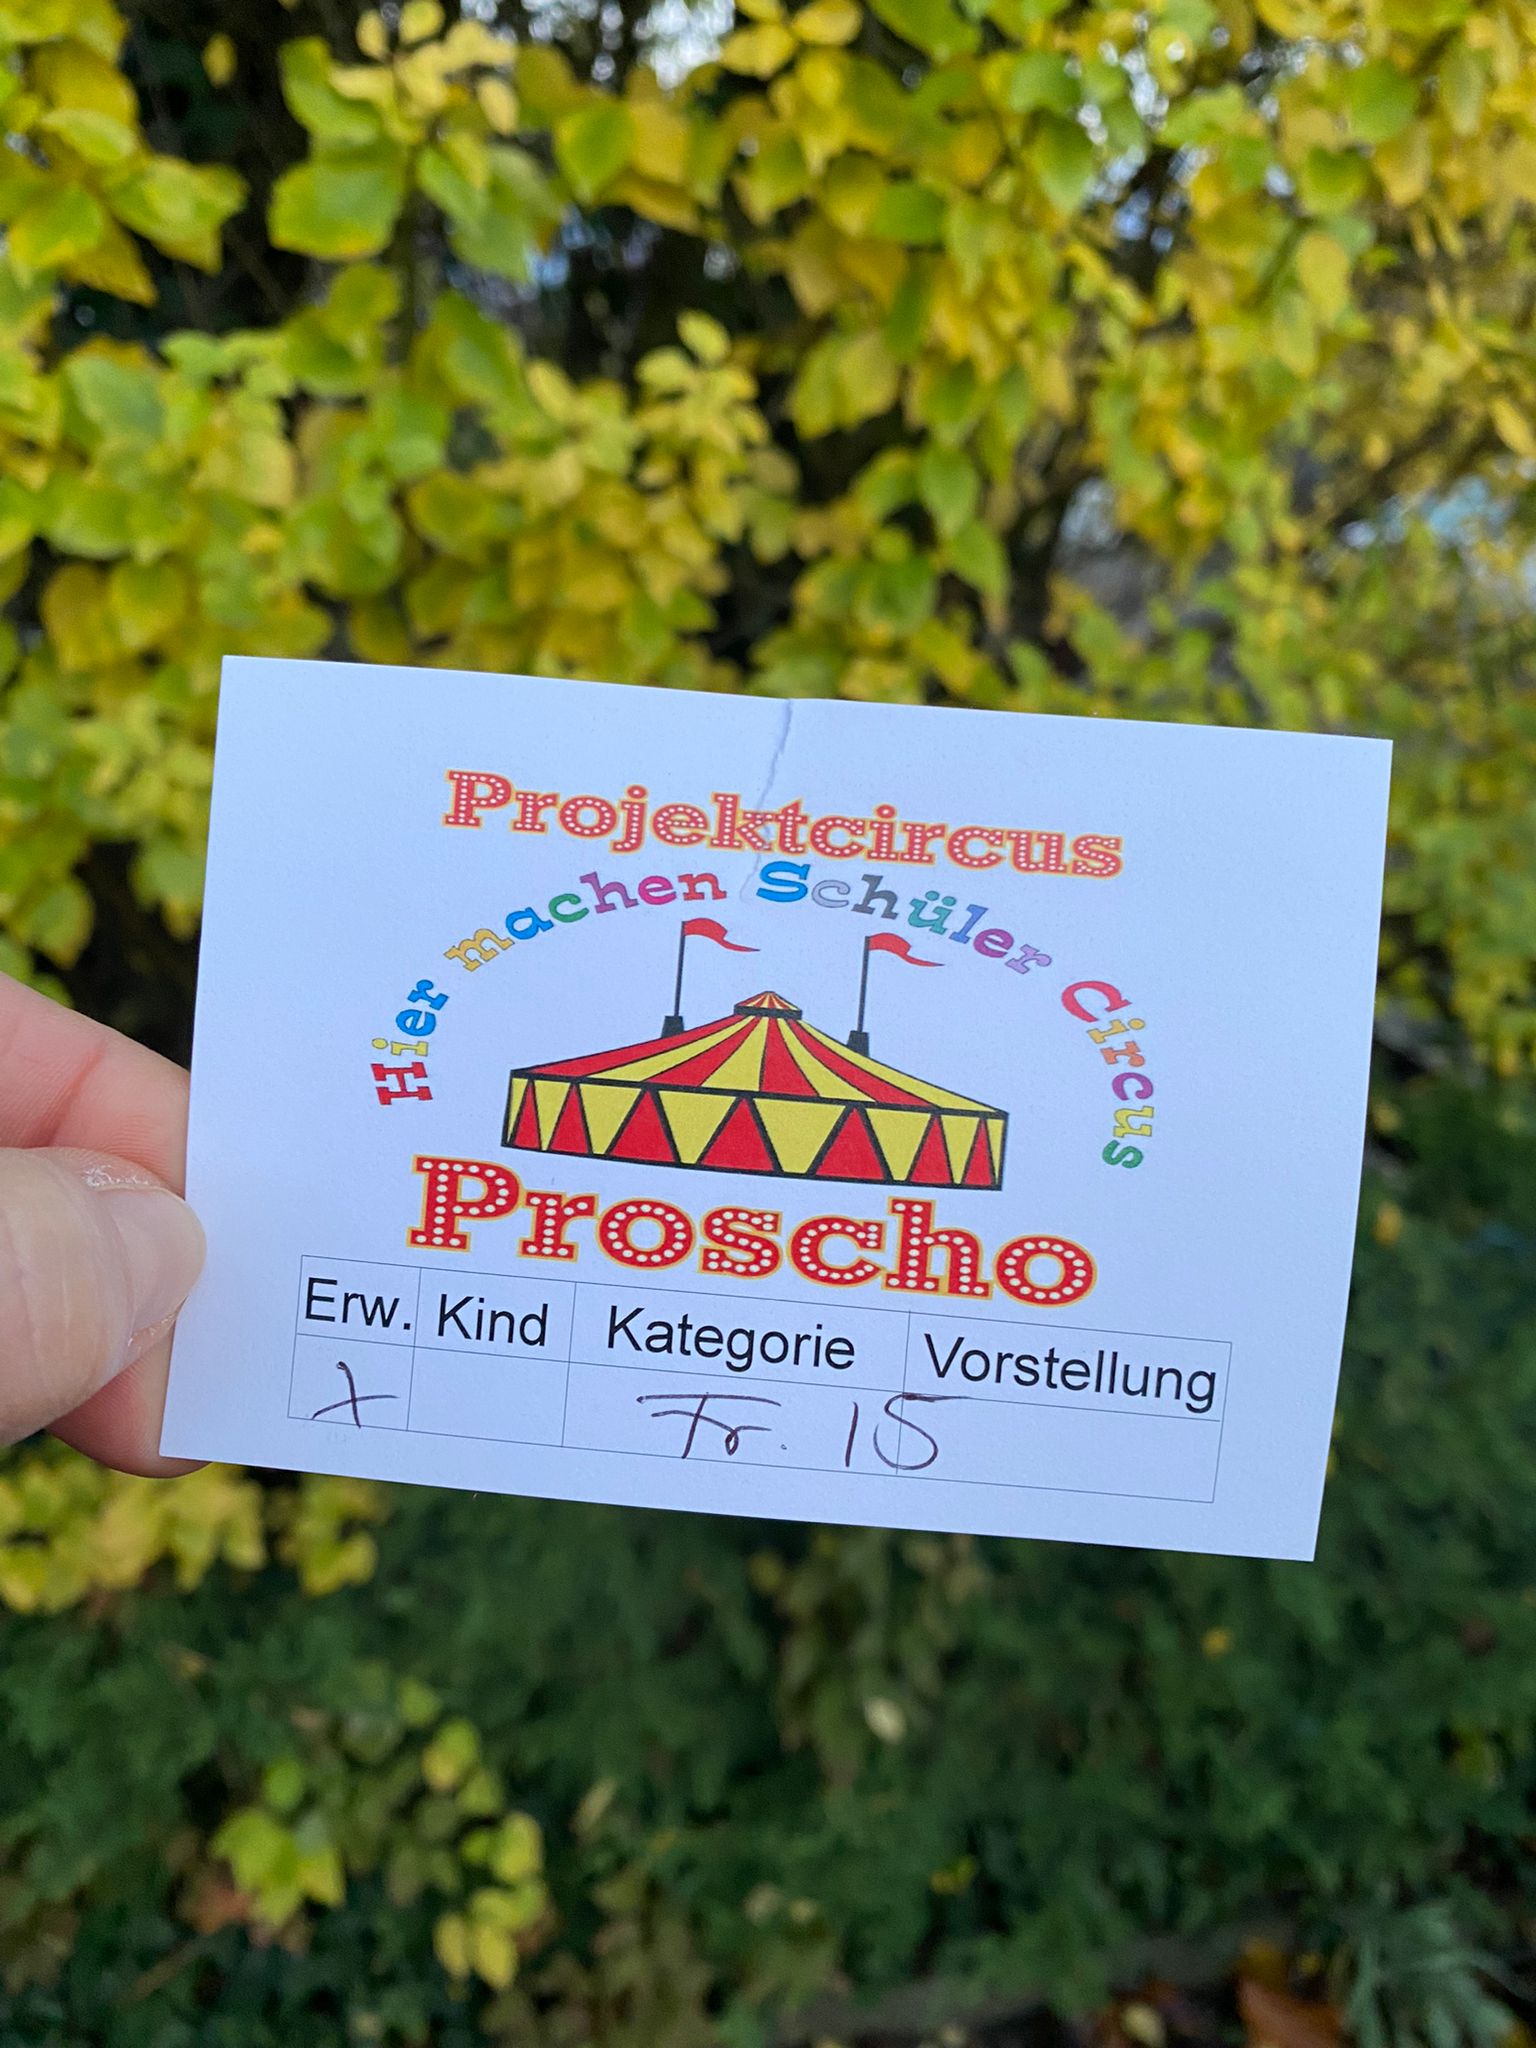 Projektcircus
Hier machen Schüler Circus
Proscho
Erw. Kind Kategorie Vorstellung
X Fr. 15